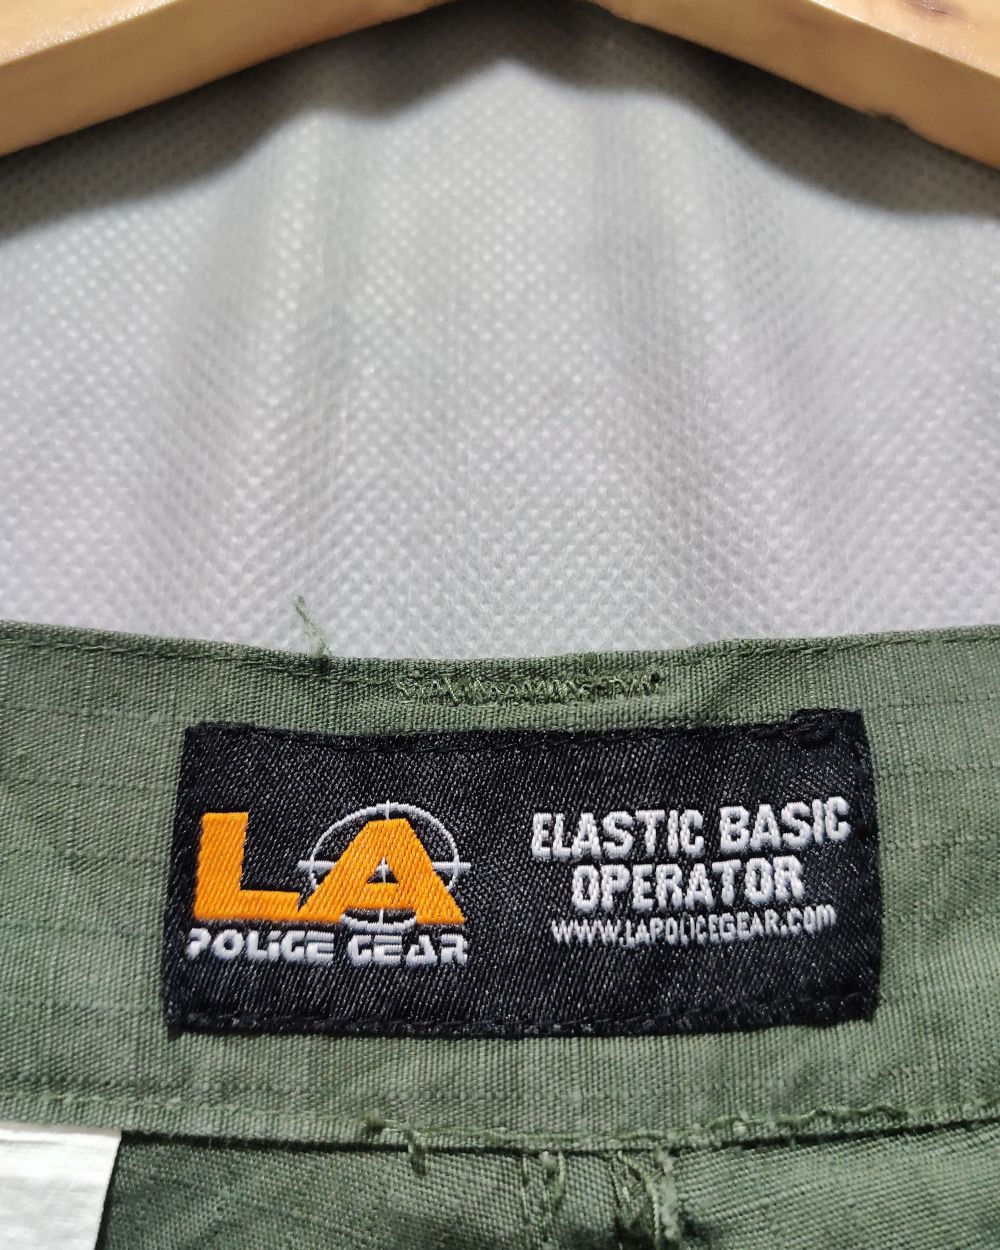 LA
POLICE GEAR
ELASTIC BASIC
OPERATOR
WWW.LAPOLICEGEAR.com